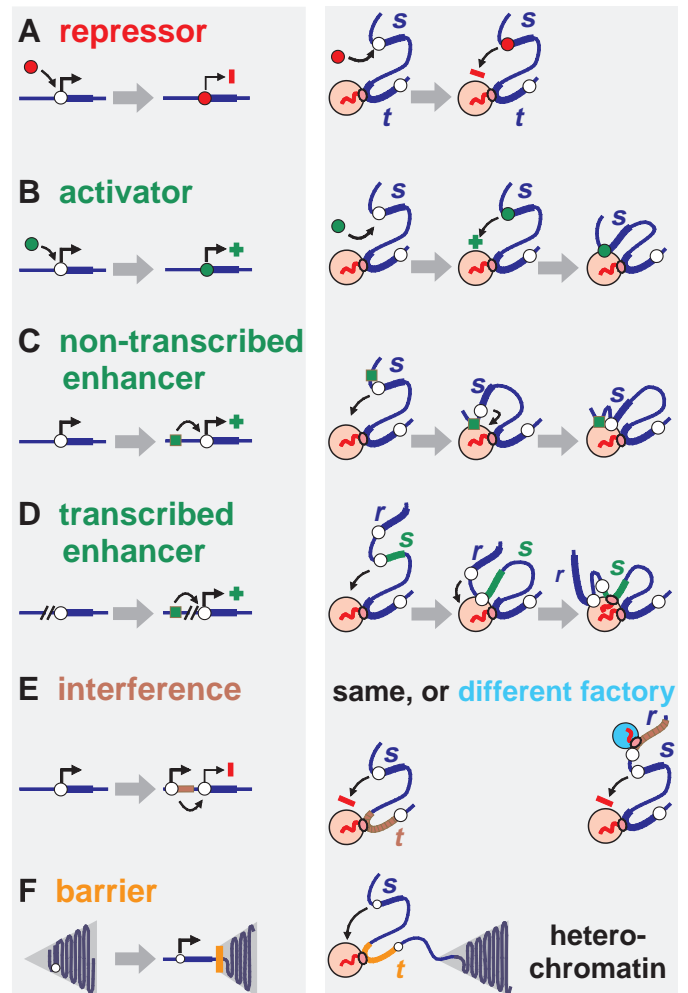 A repressor
s
t
s
t
B activator
s
s
s
C non-transcribed
enhancer
s
s
s
D transcribed
enhancer
r
s
r
s
r
s
E interference
same, or different factory
r
s
s
t
F barrier
s
t
hetero-
chromatin